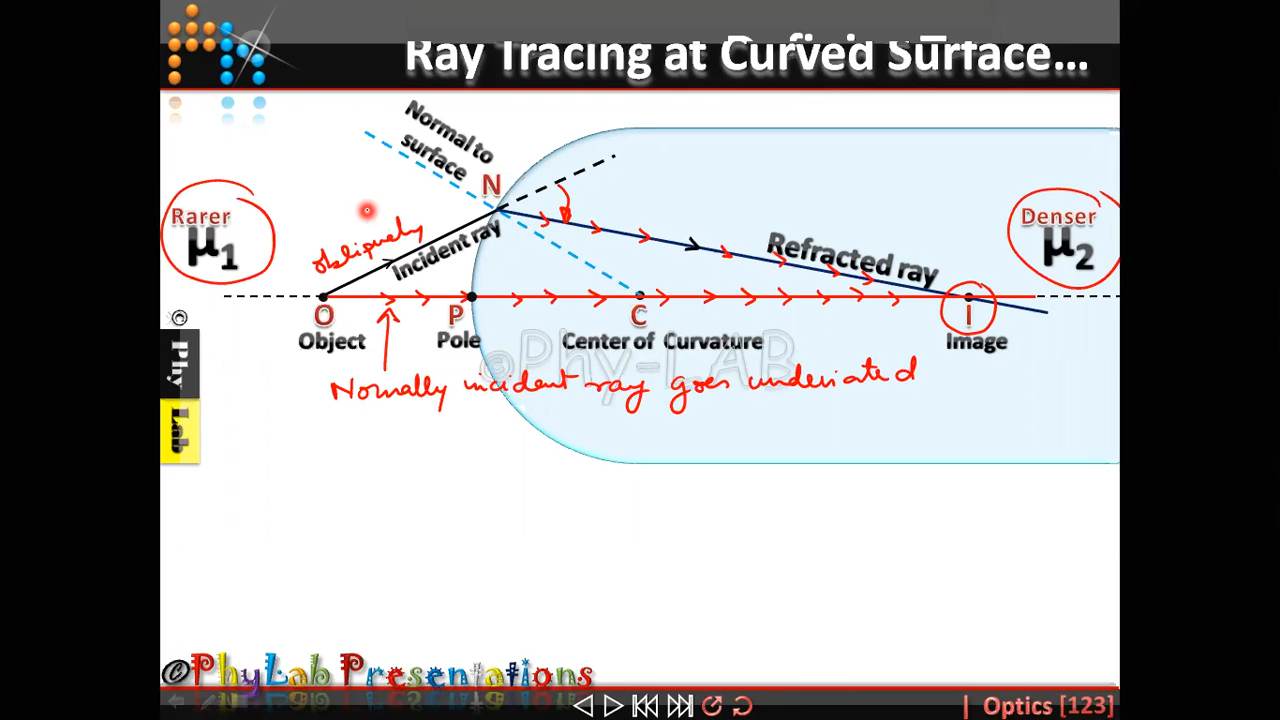 Ray Tracing at Curved Surface...
Normal to
surface
N
Rarer
μ1
Denser
μ2
obliquely
Incident ray
Refracted ray
O
P
C
I
Object
Pole
Center of Curvature
Image
©Phy-LAB
Normally incident ray goes undeviated
© Phy Lab
©PhyLab Presentations
| Optics [123]